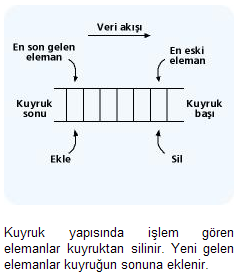 Veri akışı
En son gelen
eleman
En eski
eleman
Kuyruk
sonu
Kuyruk
başı
Ekle
Sil
Kuyruk yapısında işlem gören
elemanlar kuyruktan silinir. Yeni gelen
elemanlar kuyruğun sonuna eklenir.